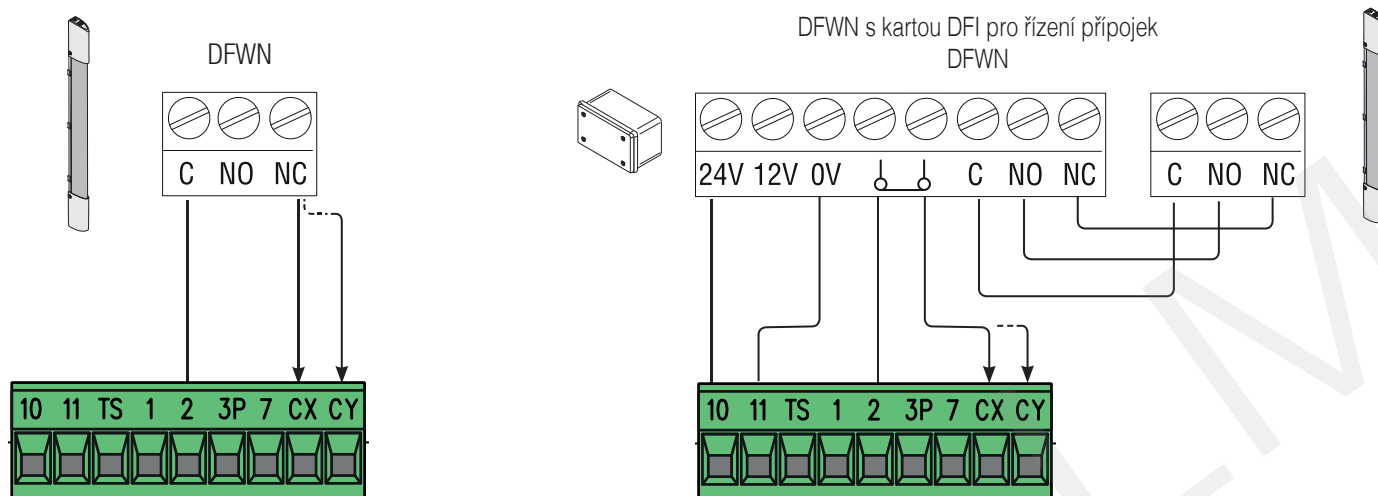 DFWN
C NO NC
10 11 TS 1 2 3P 7 CX CY
DFWN s kartou DFI pro řízení přípojek
DFWN
24V 12V 0V C NO NC
C NO NC
10 11 TS 1 2 3P 7 CX CY